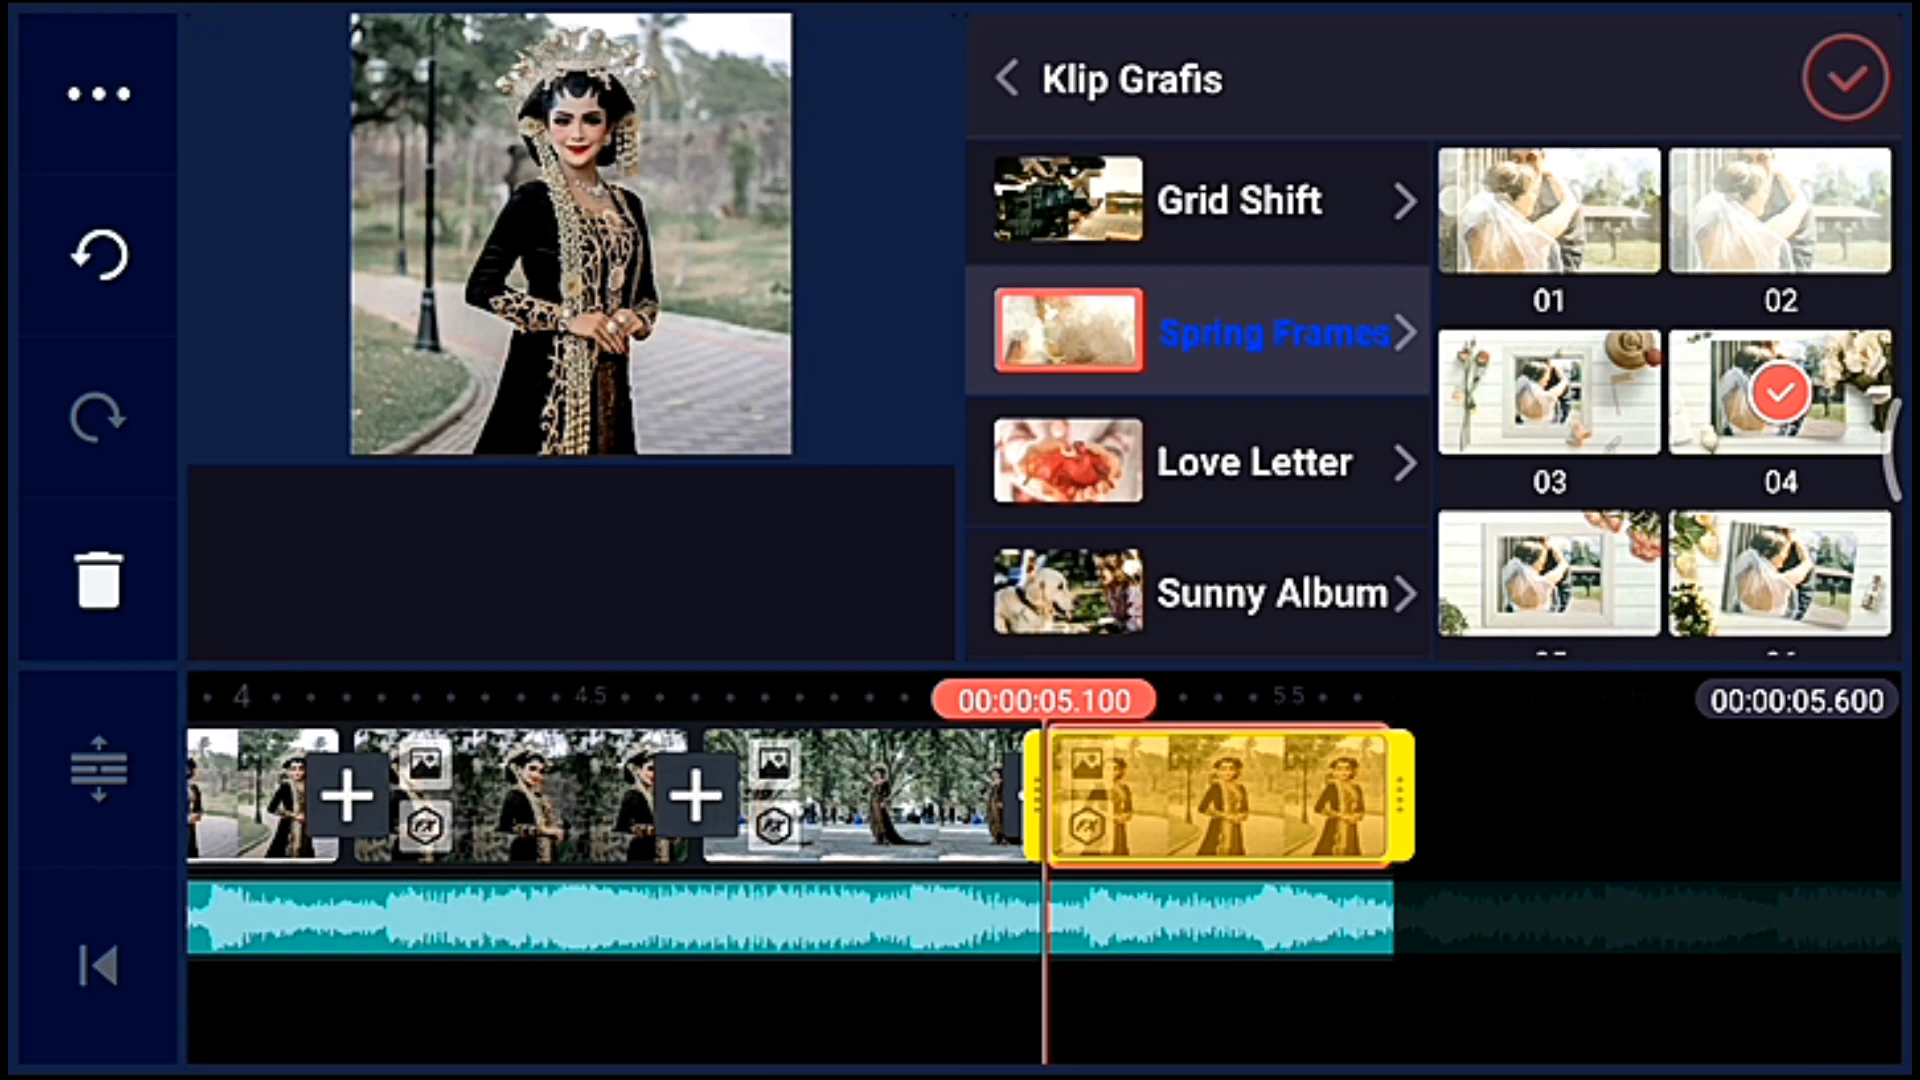 Klip Grafis
Grid Shift
Spring Frames
Love Letter
Sunny Album
01
02
03
04
4
4.5
00:00:05.100
5.5
00:00:05.600